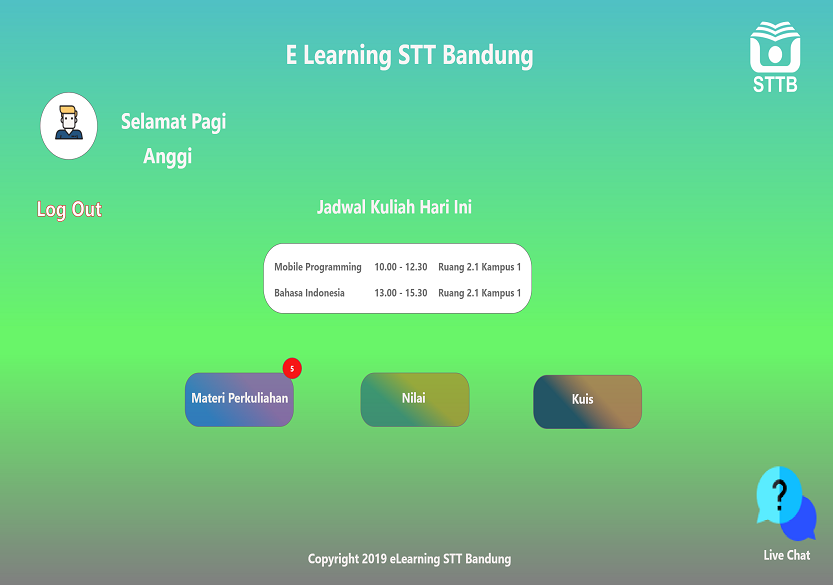 E Learning STT Bandung
STTB
Selamat Pagi
Anggi
Log Out
Jadwal Kuliah Hari Ini
Mobile Programming 10.00 - 12.30 Ruang 2.1 Kampus 1
Bahasa Indonesia 13.00 - 15.30 Ruang 2.1 Kampus 1
5
Materi Perkuliahan
Nilai
Kuis
?
Live Chat
Copyright 2019 eLearning STT Bandung